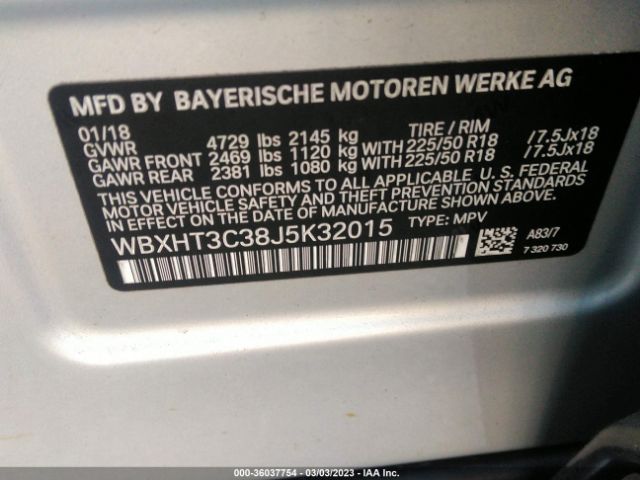 MFD BY BAYERISCHE MOTOREN WERKE AG
01/18 TIRE / RIM
GVWR 4729 lbs 2145 kg
GAWR FRONT 2469 lbs 1120 kg WITH 225/50 R18 /7.5Jx18
GAWR REAR 2381 lbs 1080 kg WITH 225/50 R18 /7.5Jx18
THIS VEHICLE CONFORMS TO ALL APPLICABLE U. S. FEDERAL
MOTOR VEHICLE SAFETY AND THEFT PREVENTION STANDARDS
IN EFFECT ON THE DATE OF MANUFACTURE SHOWN ABOVE.
WBXHT3C38J5K32015 TYPE: MPV
A83/7
7 320 730
000-36037754 - 03/03/2023 - IAA Inc.